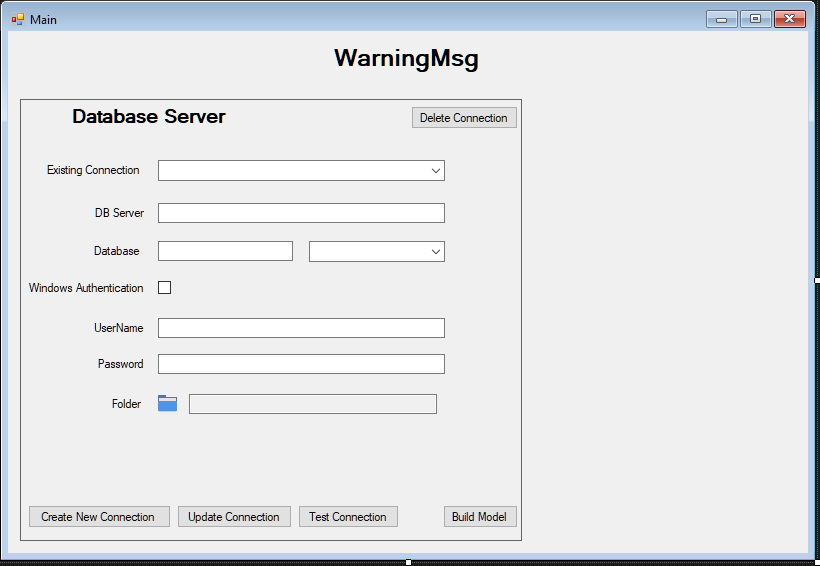 Main
WarningMsg
Database Server
Delete Connection
Existing Connection
DB Server
Database
Windows Authentication
UserName
Password
Folder
Create New Connection
Update Connection
Test Connection
Build Model